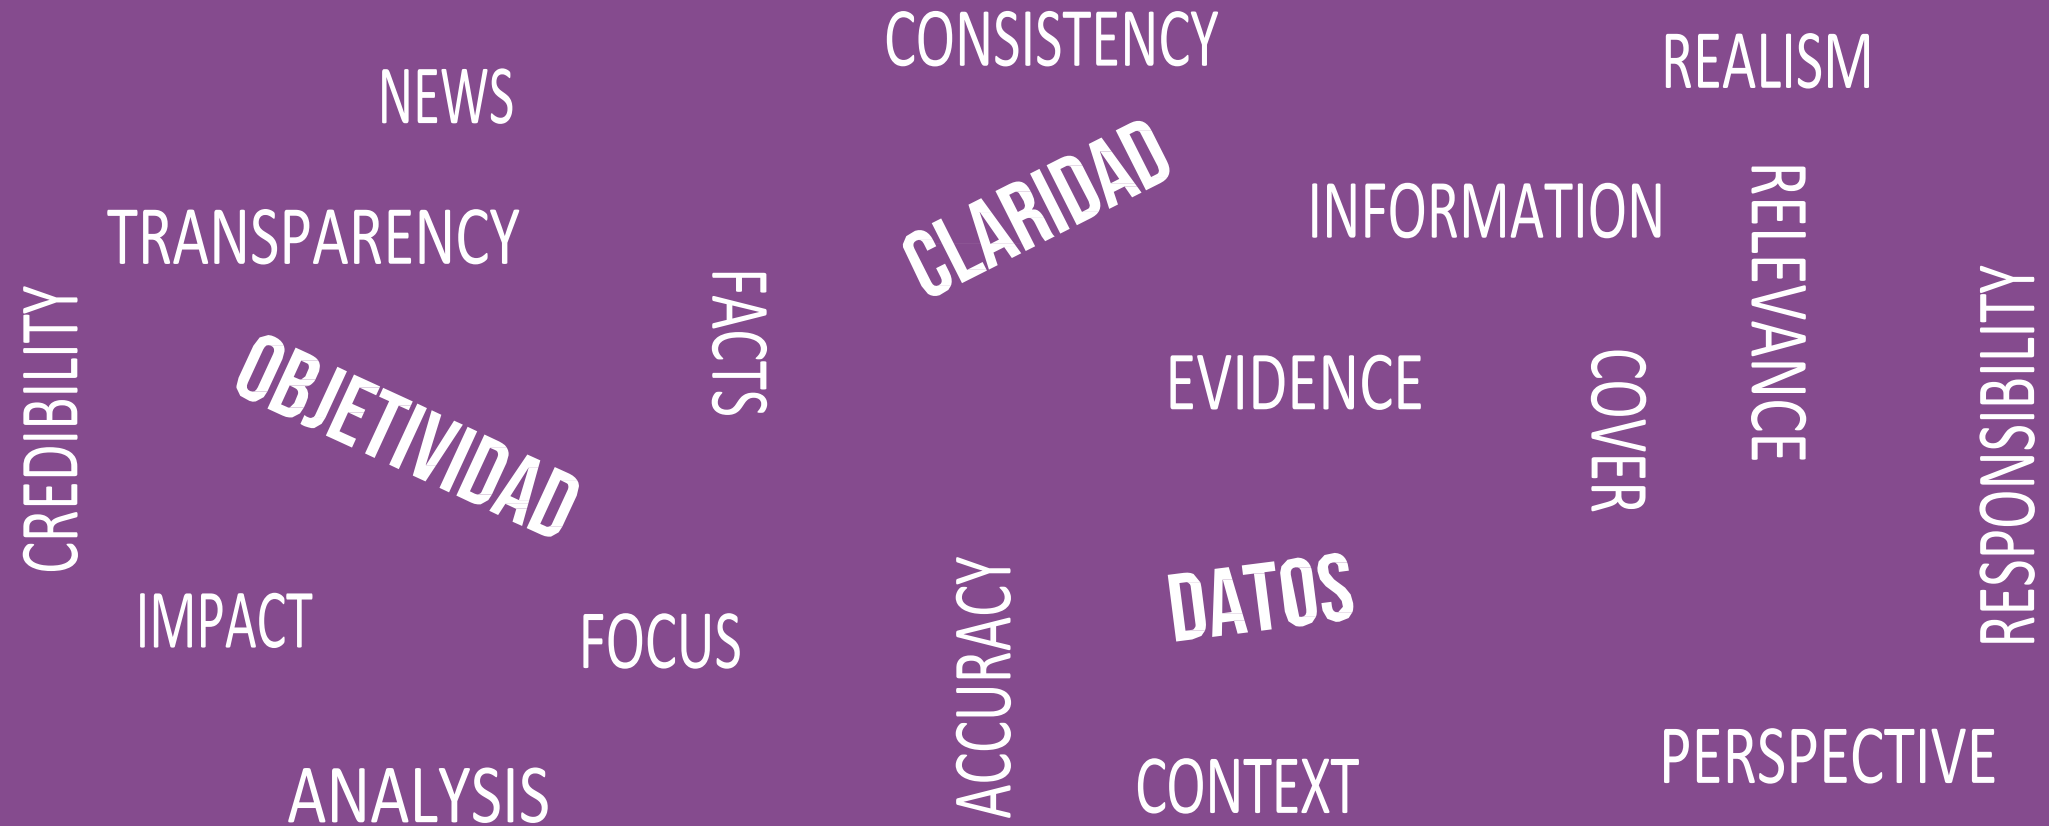 CONSISTENCY
REALISM
NEWS
CLARIDAD
INFORMATION
RELEVANCE
TRANSPARENCY
FACTS
CREDIBILITY
OBJETIVIDAD
EVIDENCE
COVER
RESPONSIBILITY
IMPACT
FOCUS
ACCURACY
DATOS
PERSPECTIVE
ANALYSIS
CONTEXT